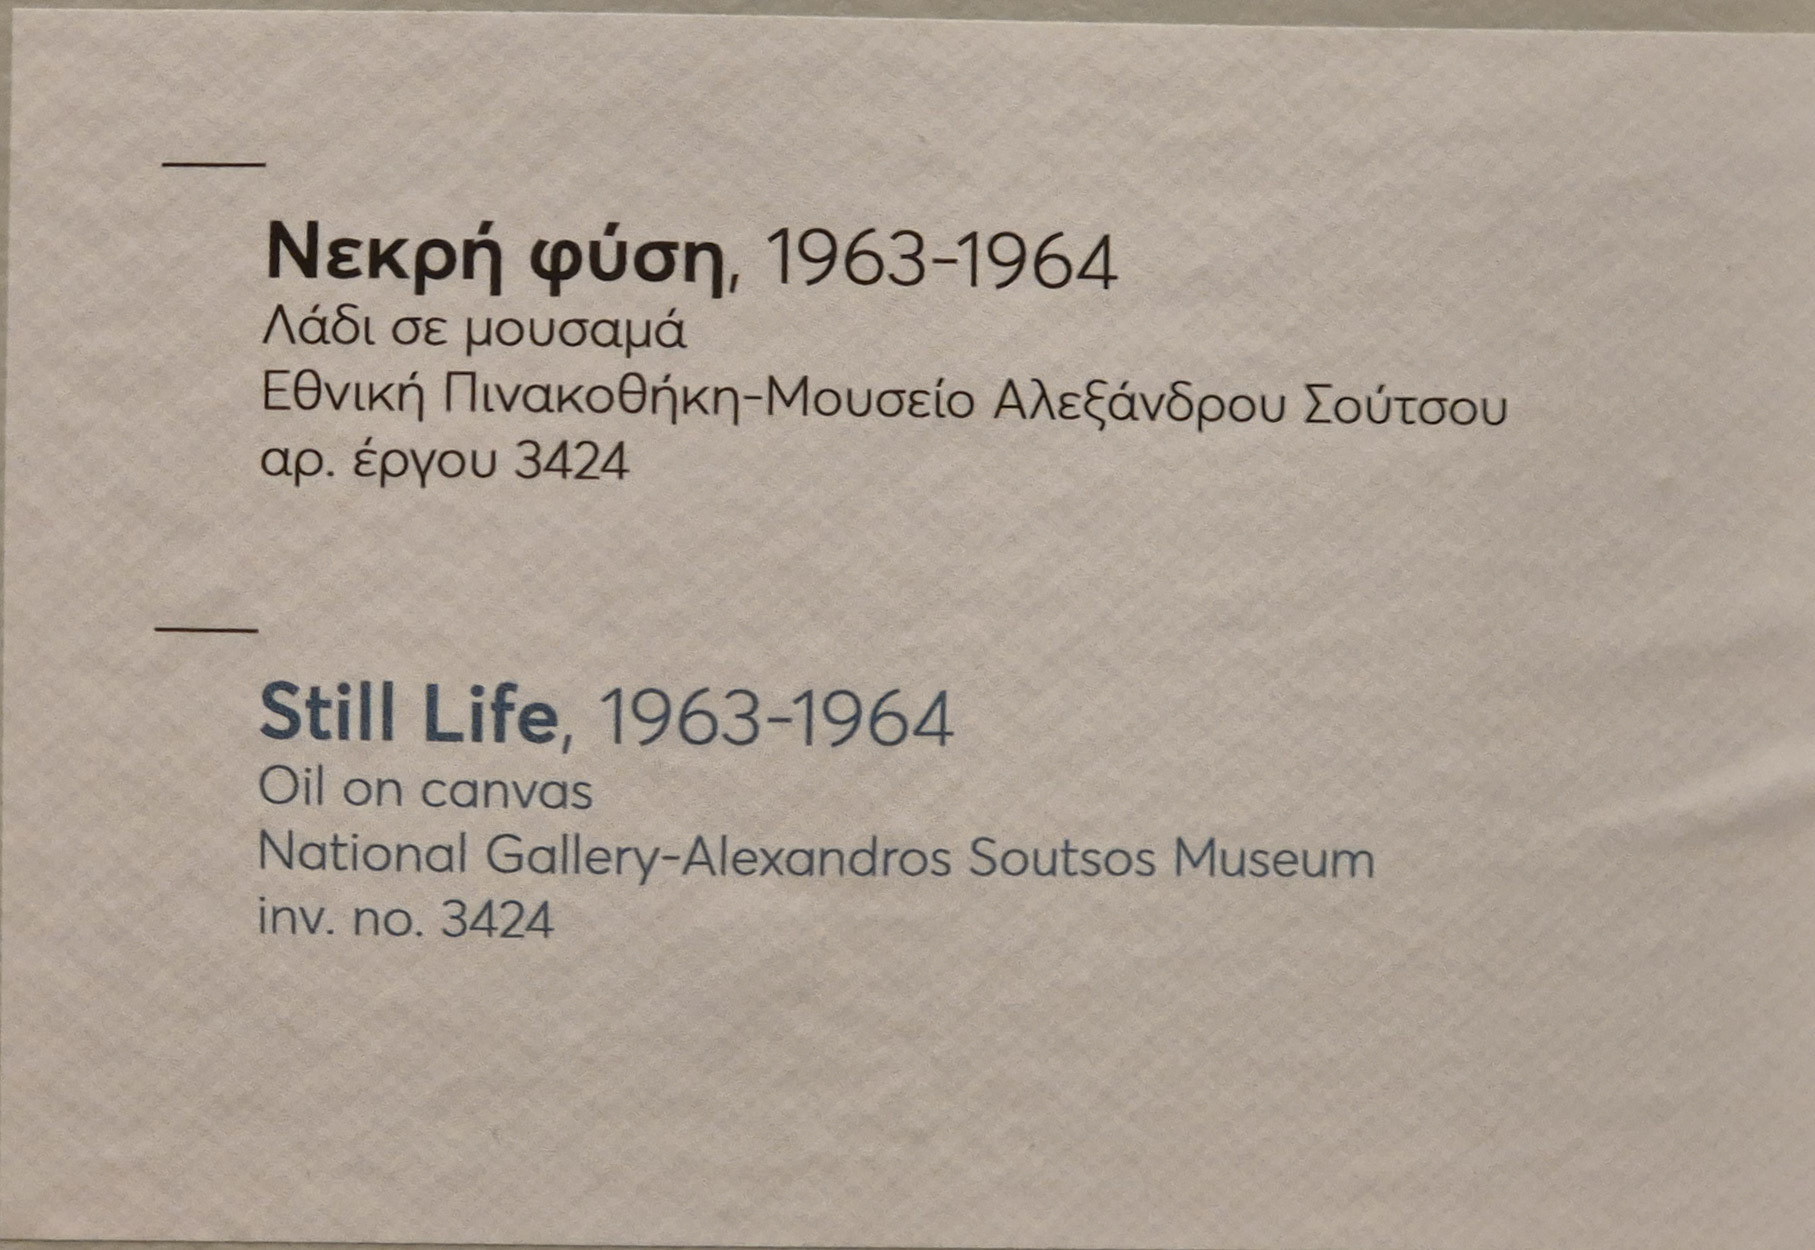 Νεκρή φύση, 1963-1964
Λάδι σε μουσαμά
Εθνική Πινακοθήκη-Μουσείο Αλεξάνδρου Σούτσου
αρ. έργου 3424
Still Life, 1963-1964
Oil on canvas
National Gallery-Alexandros Soutsos Museum
inv. no. 3424